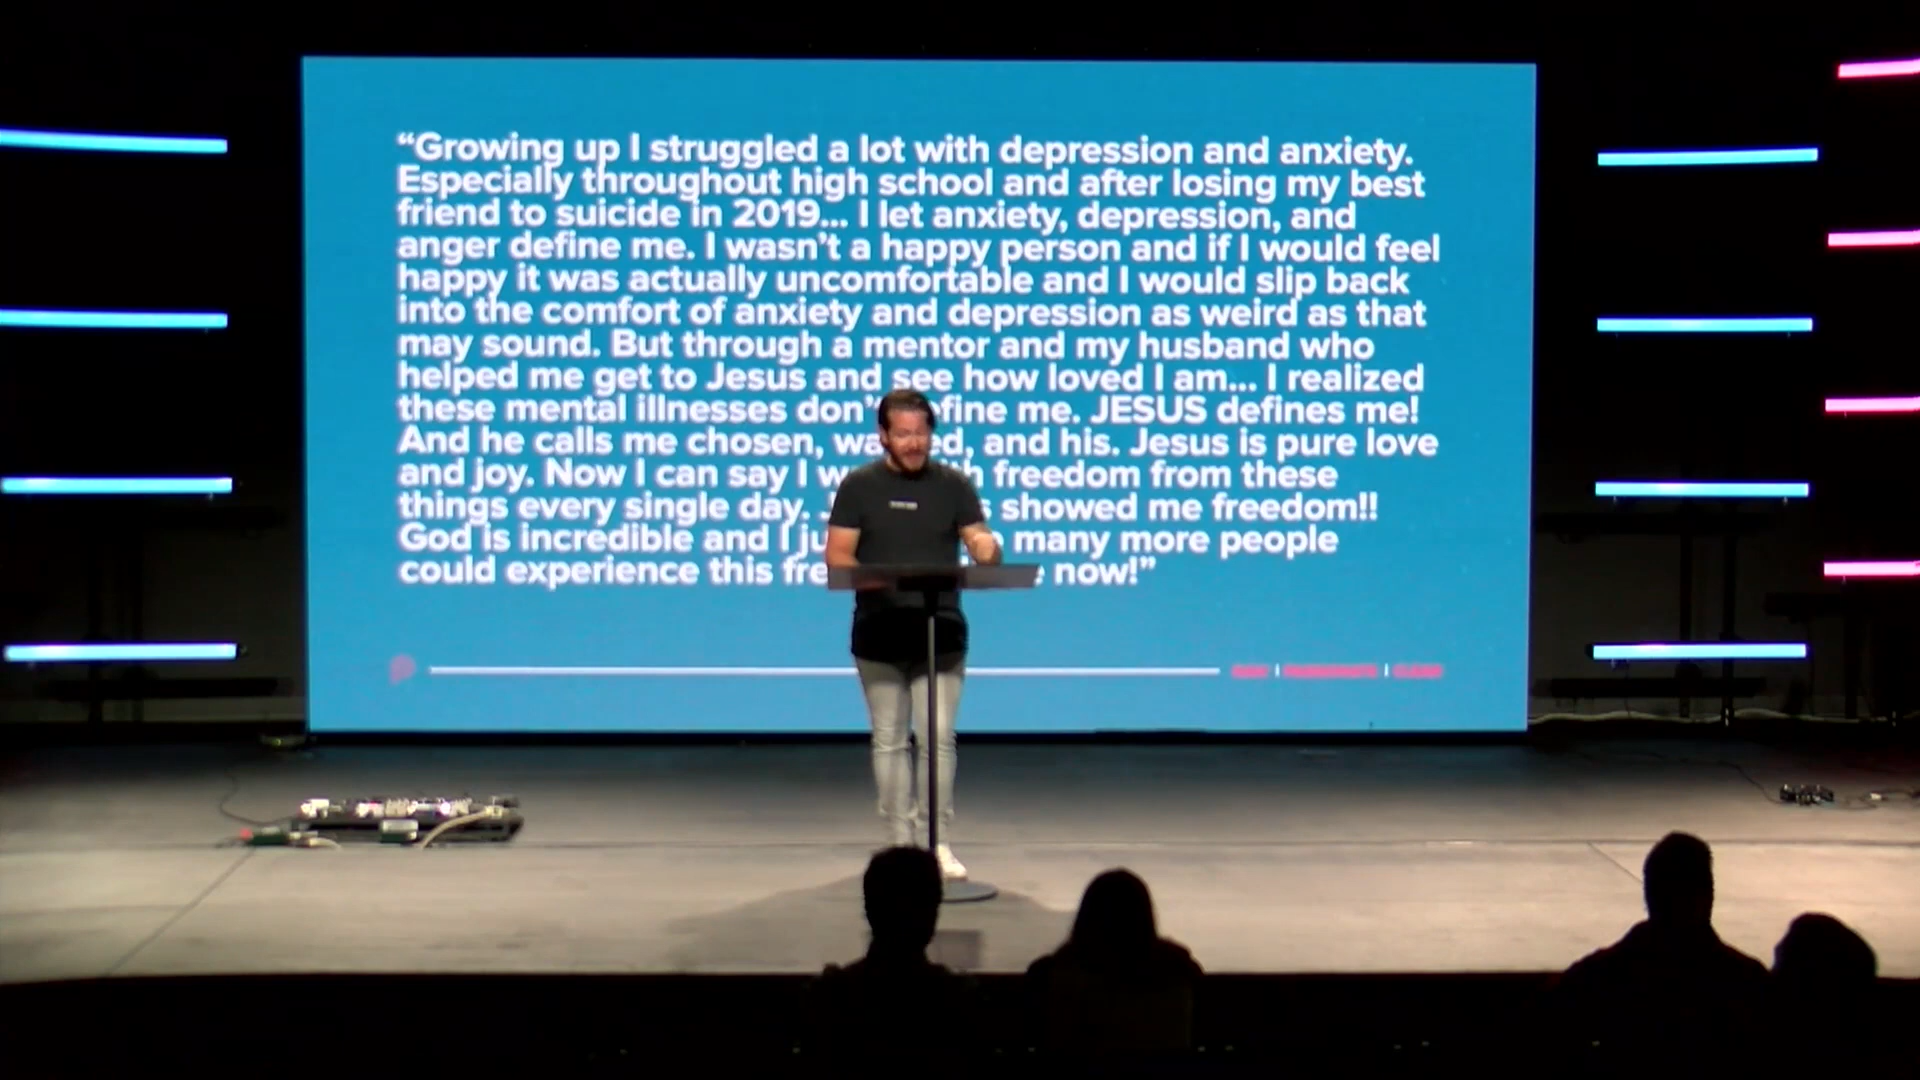 “Growing up I struggled a lot with depression and anxiety.
Especially throughout high school and after losing my best
friend to suicide in 2019... I let anxiety, depression, and
anger define me. I wasn’t a happy person and if I would feel
happy it was actually uncomfortable and I would slip back
into the comfort of anxiety and depression as weird as that
may sound. But through a mentor and my husband who
helped me get to Jesus and see how loved I am... I realized
these mental illnesses don’ efine me. JESUS defines me!
And he calls me chosen, wa ed, and his. Jesus is pure love
and joy. Now I can say I w h freedom from these
things every single day. s showed me freedom!!
God is incredible and I ju many more people
could experience this fre now!”